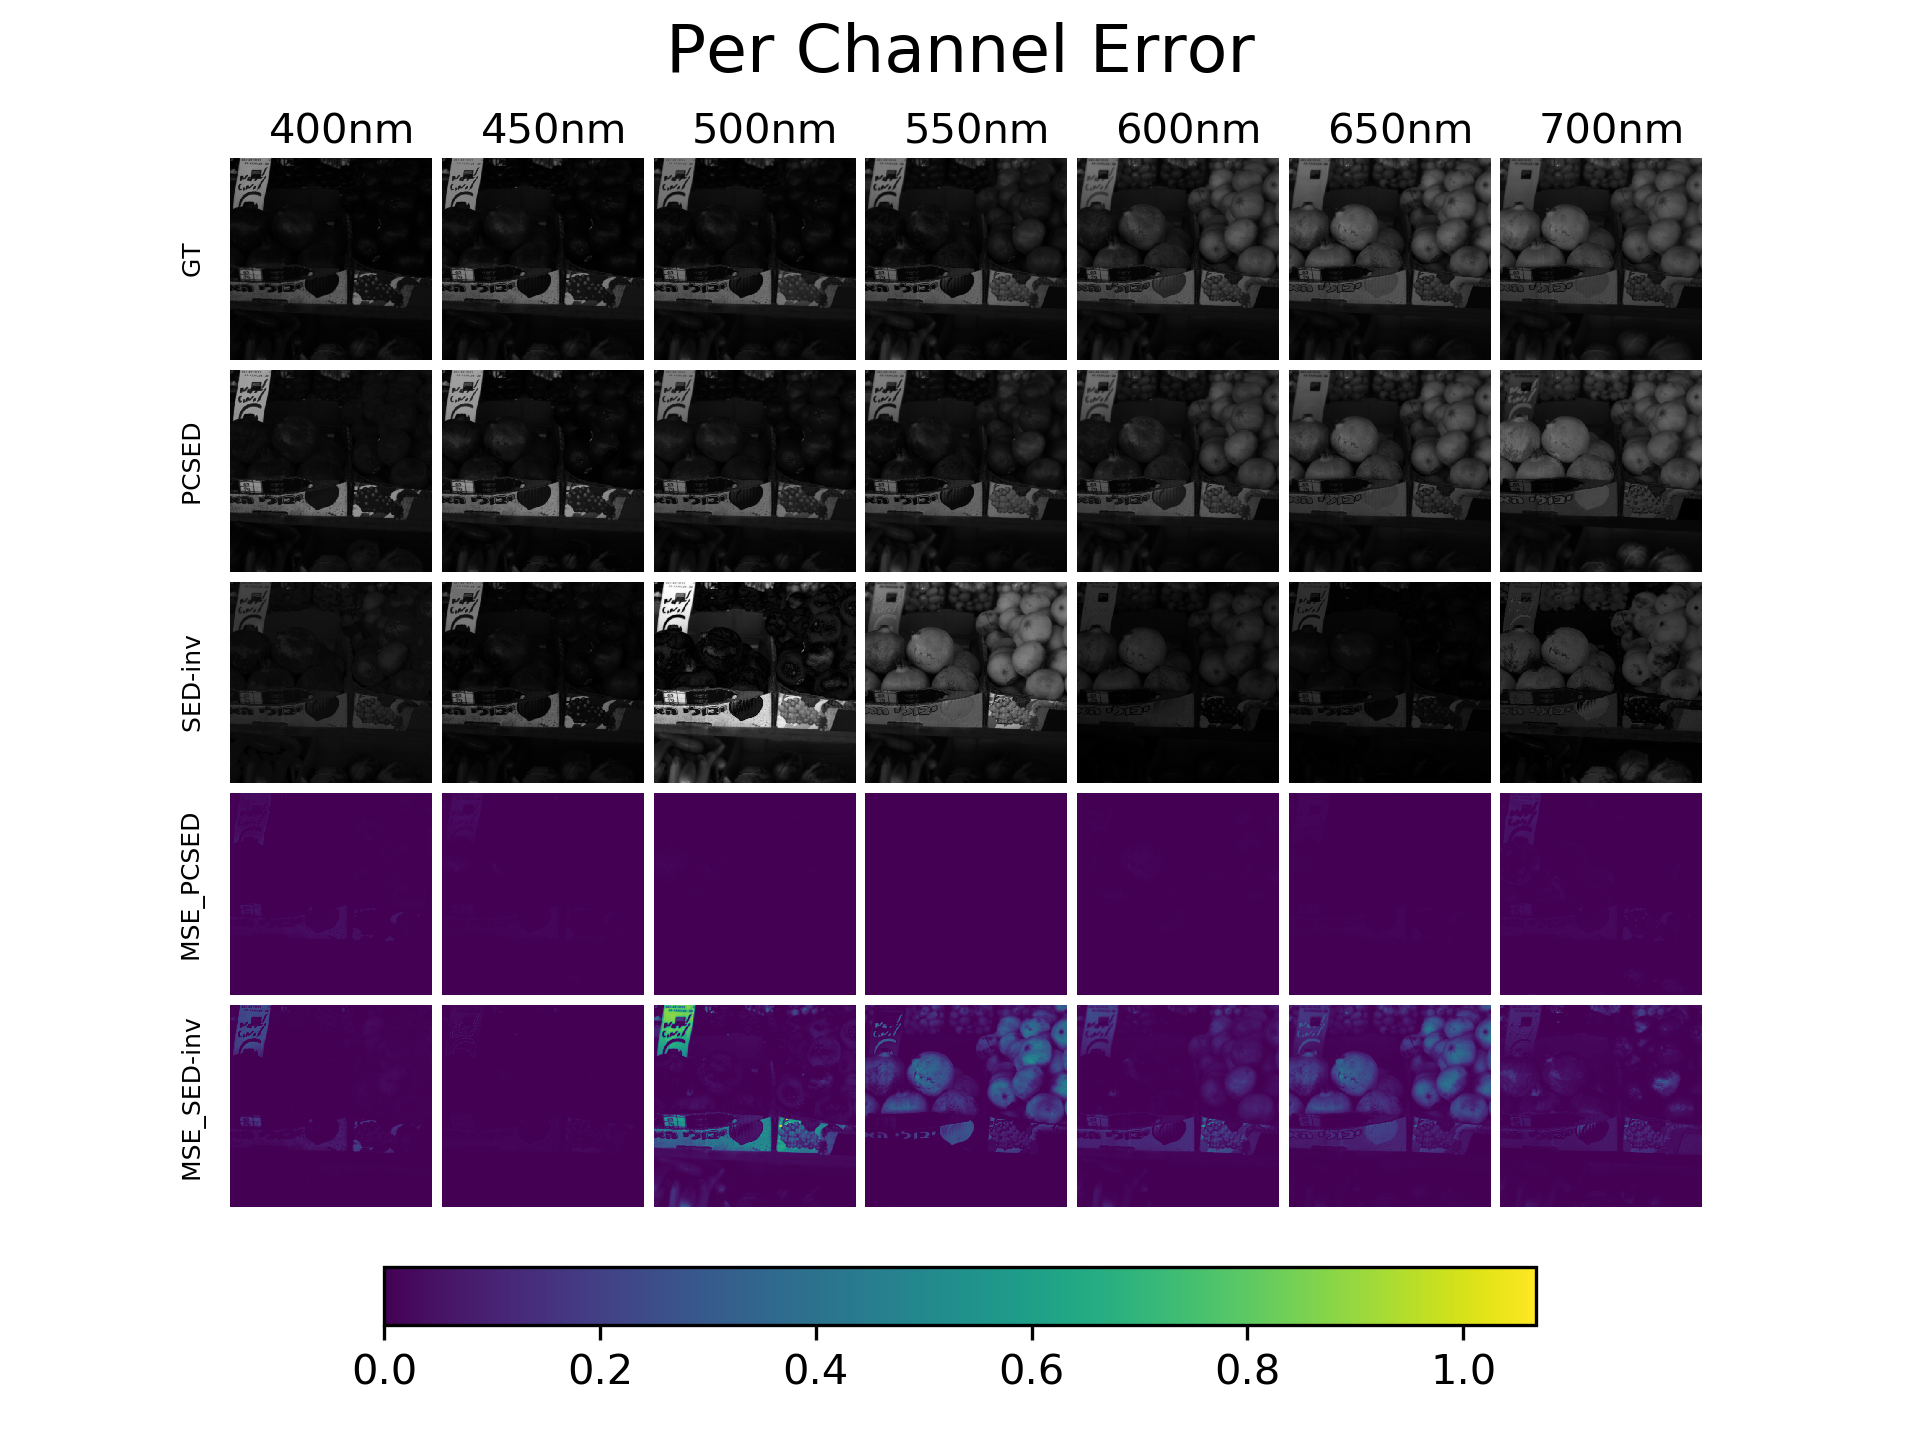 Per Channel Error
400nm 450nm 500nm 550nm 600nm 650nm 700nm
GT
PCSED
SED-inv
MSE_PCSED
MSE_SED-inv
0.0 0.2 0.4 0.6 0.8 1.0